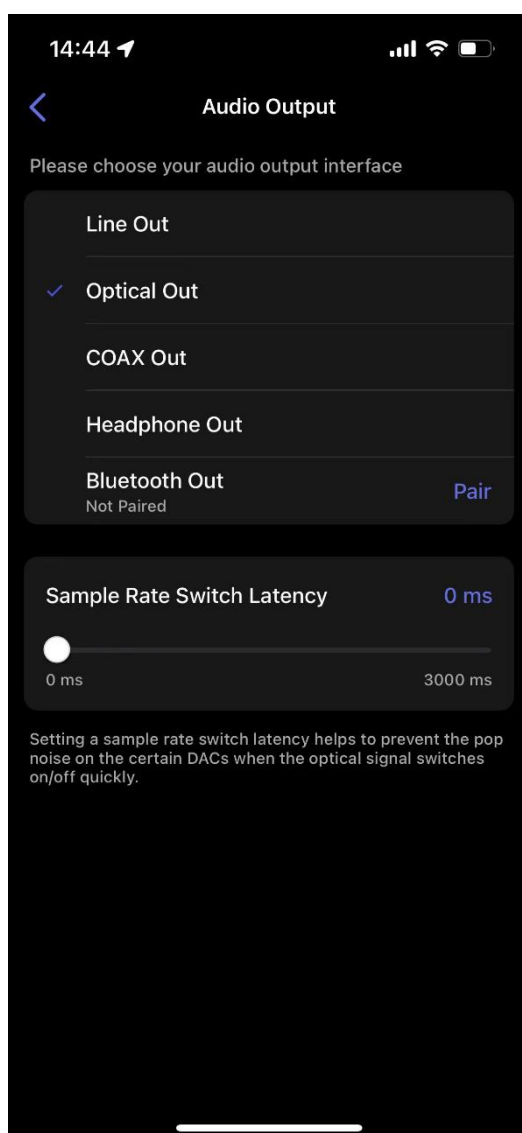 14:44
Audio Output
Please choose your audio output interface
Line Out
Optical Out
COAX Out
Headphone Out
Bluetooth Out
Not Paired
Pair
Sample Rate Switch Latency
0 ms
0 ms
3000 ms
Setting a sample rate switch latency helps to prevent the pop
noise on the certain DACs when the optical signal switches
on/off quickly.